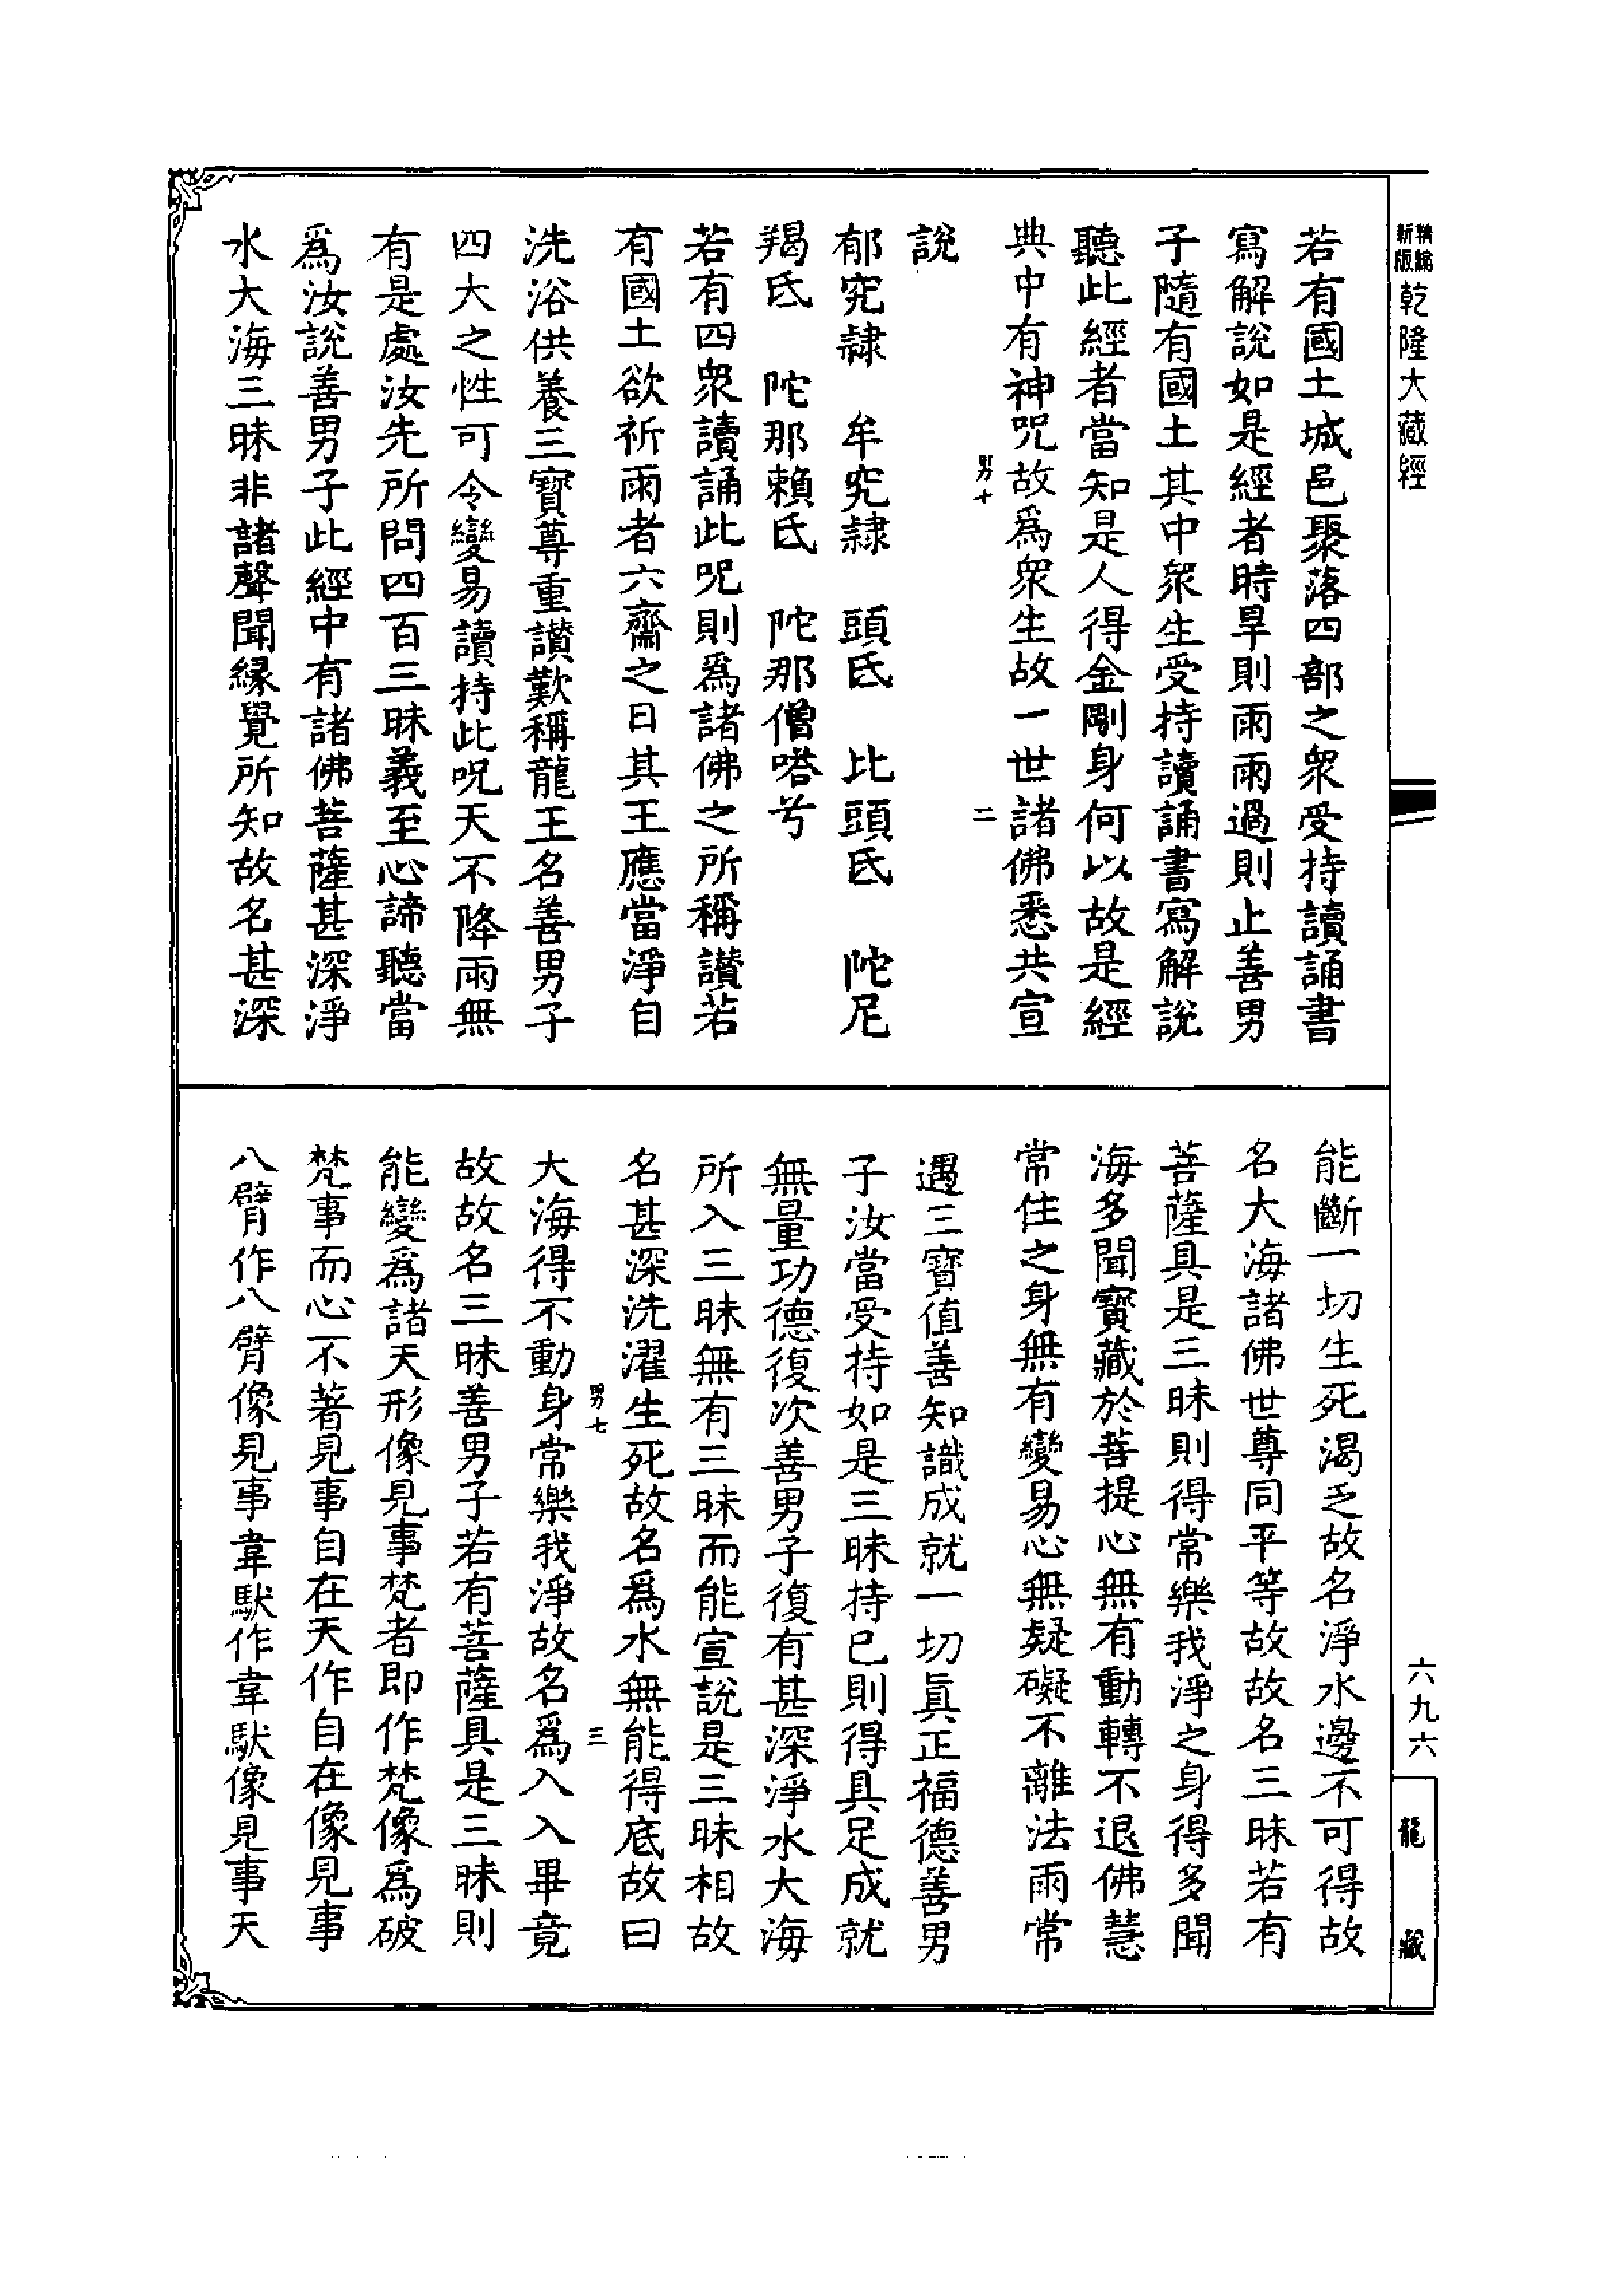 精編
新版
乾隆大藏經
若有國土城邑聚落四部之衆受持讀誦書
寫解說如是經者時旱則雨雨過則止善男
子隨有國土其中衆生受持讀誦書寫解說
聽此經者當知是人得金剛身何以故是經
典中有神呪故爲衆生故一世諸佛悉共宣
男十
二
說
郁究隸 牟究隸 頭氐 比頭氐 陀尼
羯氐 陀那賴氐 陀那僧嗒兮
若有四衆讀誦此呪則爲諸佛之所稱讃若
有國土欲祈雨者六齋之日其王應當淨自
洗浴供養三寶尊重讃歎稱龍王名善男子
四大之性可令變易讀持此呪天不降雨無
有是處汝先所問四百三昧義至心諦聽當
爲汝說善男子此經中有諸佛菩薩甚深淨
水大海三昧非諸聲聞緣覺所知故名甚深
能斷一切生死渴乏故名淨水邊不可得故
名大海諸佛世尊同平等故故名三昧若有
菩薩具是三昧則得常樂我淨之身得多聞
海多聞寶藏於菩提心無有動轉不退佛慧
常住之身無有變易心無疑礙不離法雨常
遇三寶值善知識成就一切眞正福德善男
子汝當受持如是三昧持已則得具足成就
無量功德復次善男子復有甚深淨水大海
所入三昧無有三昧而能宣說是三昧相故
名甚深洗濯生死故名爲水無能得底故曰
男七
三
大海得不動身常樂我淨故名爲入入畢竟
故故名三昧善男子若有菩薩具是三昧則
能變爲諸天形像見事梵者即作梵像爲破
梵事而心不著見事自在天作自在像見事
八臂作八臂像見事韋馱作韋馱像見事天
六九六
龍藏